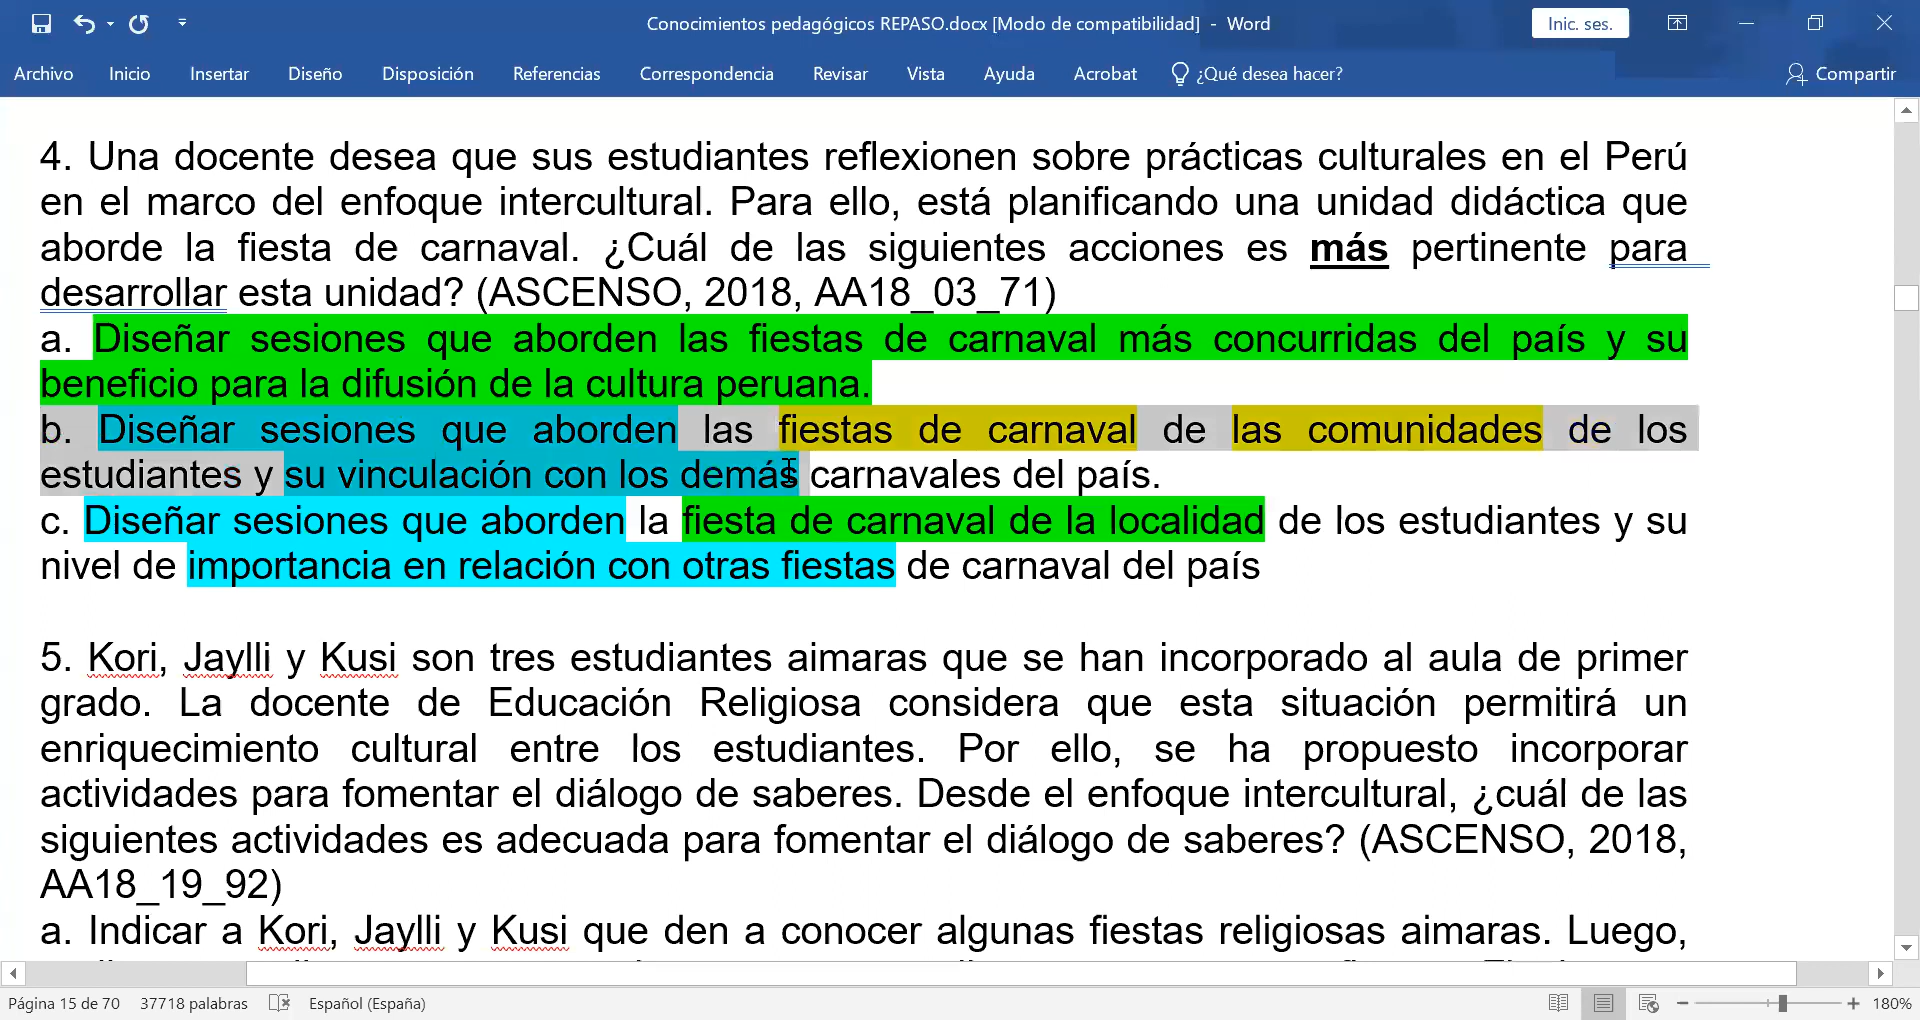 Conocimientos pedagógicos REPASO.docx [Modo de compatibilidad] - Word
Inic. ses.
Archivo Inicio Insertar Diseño Disposición Referencias Correspondencia Revisar Vista Ayuda Acrobat ¿Qué desea hacer? Compartir
4. Una docente desea que sus estudiantes reflexionen sobre prácticas culturales en el Perú
en el marco del enfoque intercultural. Para ello, está planificando una unidad didáctica que
aborde la fiesta de carnaval. ¿Cuál de las siguientes acciones es más pertinente para
desarrollar esta unidad? (ASCENSO, 2018, AA18_03_71)
a. Diseñar sesiones que aborden las fiestas de carnaval más concurridas del país y su
beneficio para la difusión de la cultura peruana.
b. Diseñar sesiones que aborden las fiestas de carnaval de las comunidades de los
estudiantes y su vinculación con los demás carnavales del país.
c. Diseñar sesiones que aborden la fiesta de carnaval de la localidad de los estudiantes y su
nivel de importancia en relación con otras fiestas de carnaval del país
5. Kori, Jaylli y Kusi son tres estudiantes aimaras que se han incorporado al aula de primer
grado. La docente de Educación Religiosa considera que esta situación permitirá un
enriquecimiento cultural entre los estudiantes. Por ello, se ha propuesto incorporar
actividades para fomentar el diálogo de saberes. Desde el enfoque intercultural, ¿cuál de las
siguientes actividades es adecuada para fomentar el diálogo de saberes? (ASCENSO, 2018,
AA18_19_92)
a. Indicar a Kori, Jaylli y Kusi que den a conocer algunas fiestas religiosas aimaras. Luego,
Página 15 de 70 37718 palabras Español (España) 180%